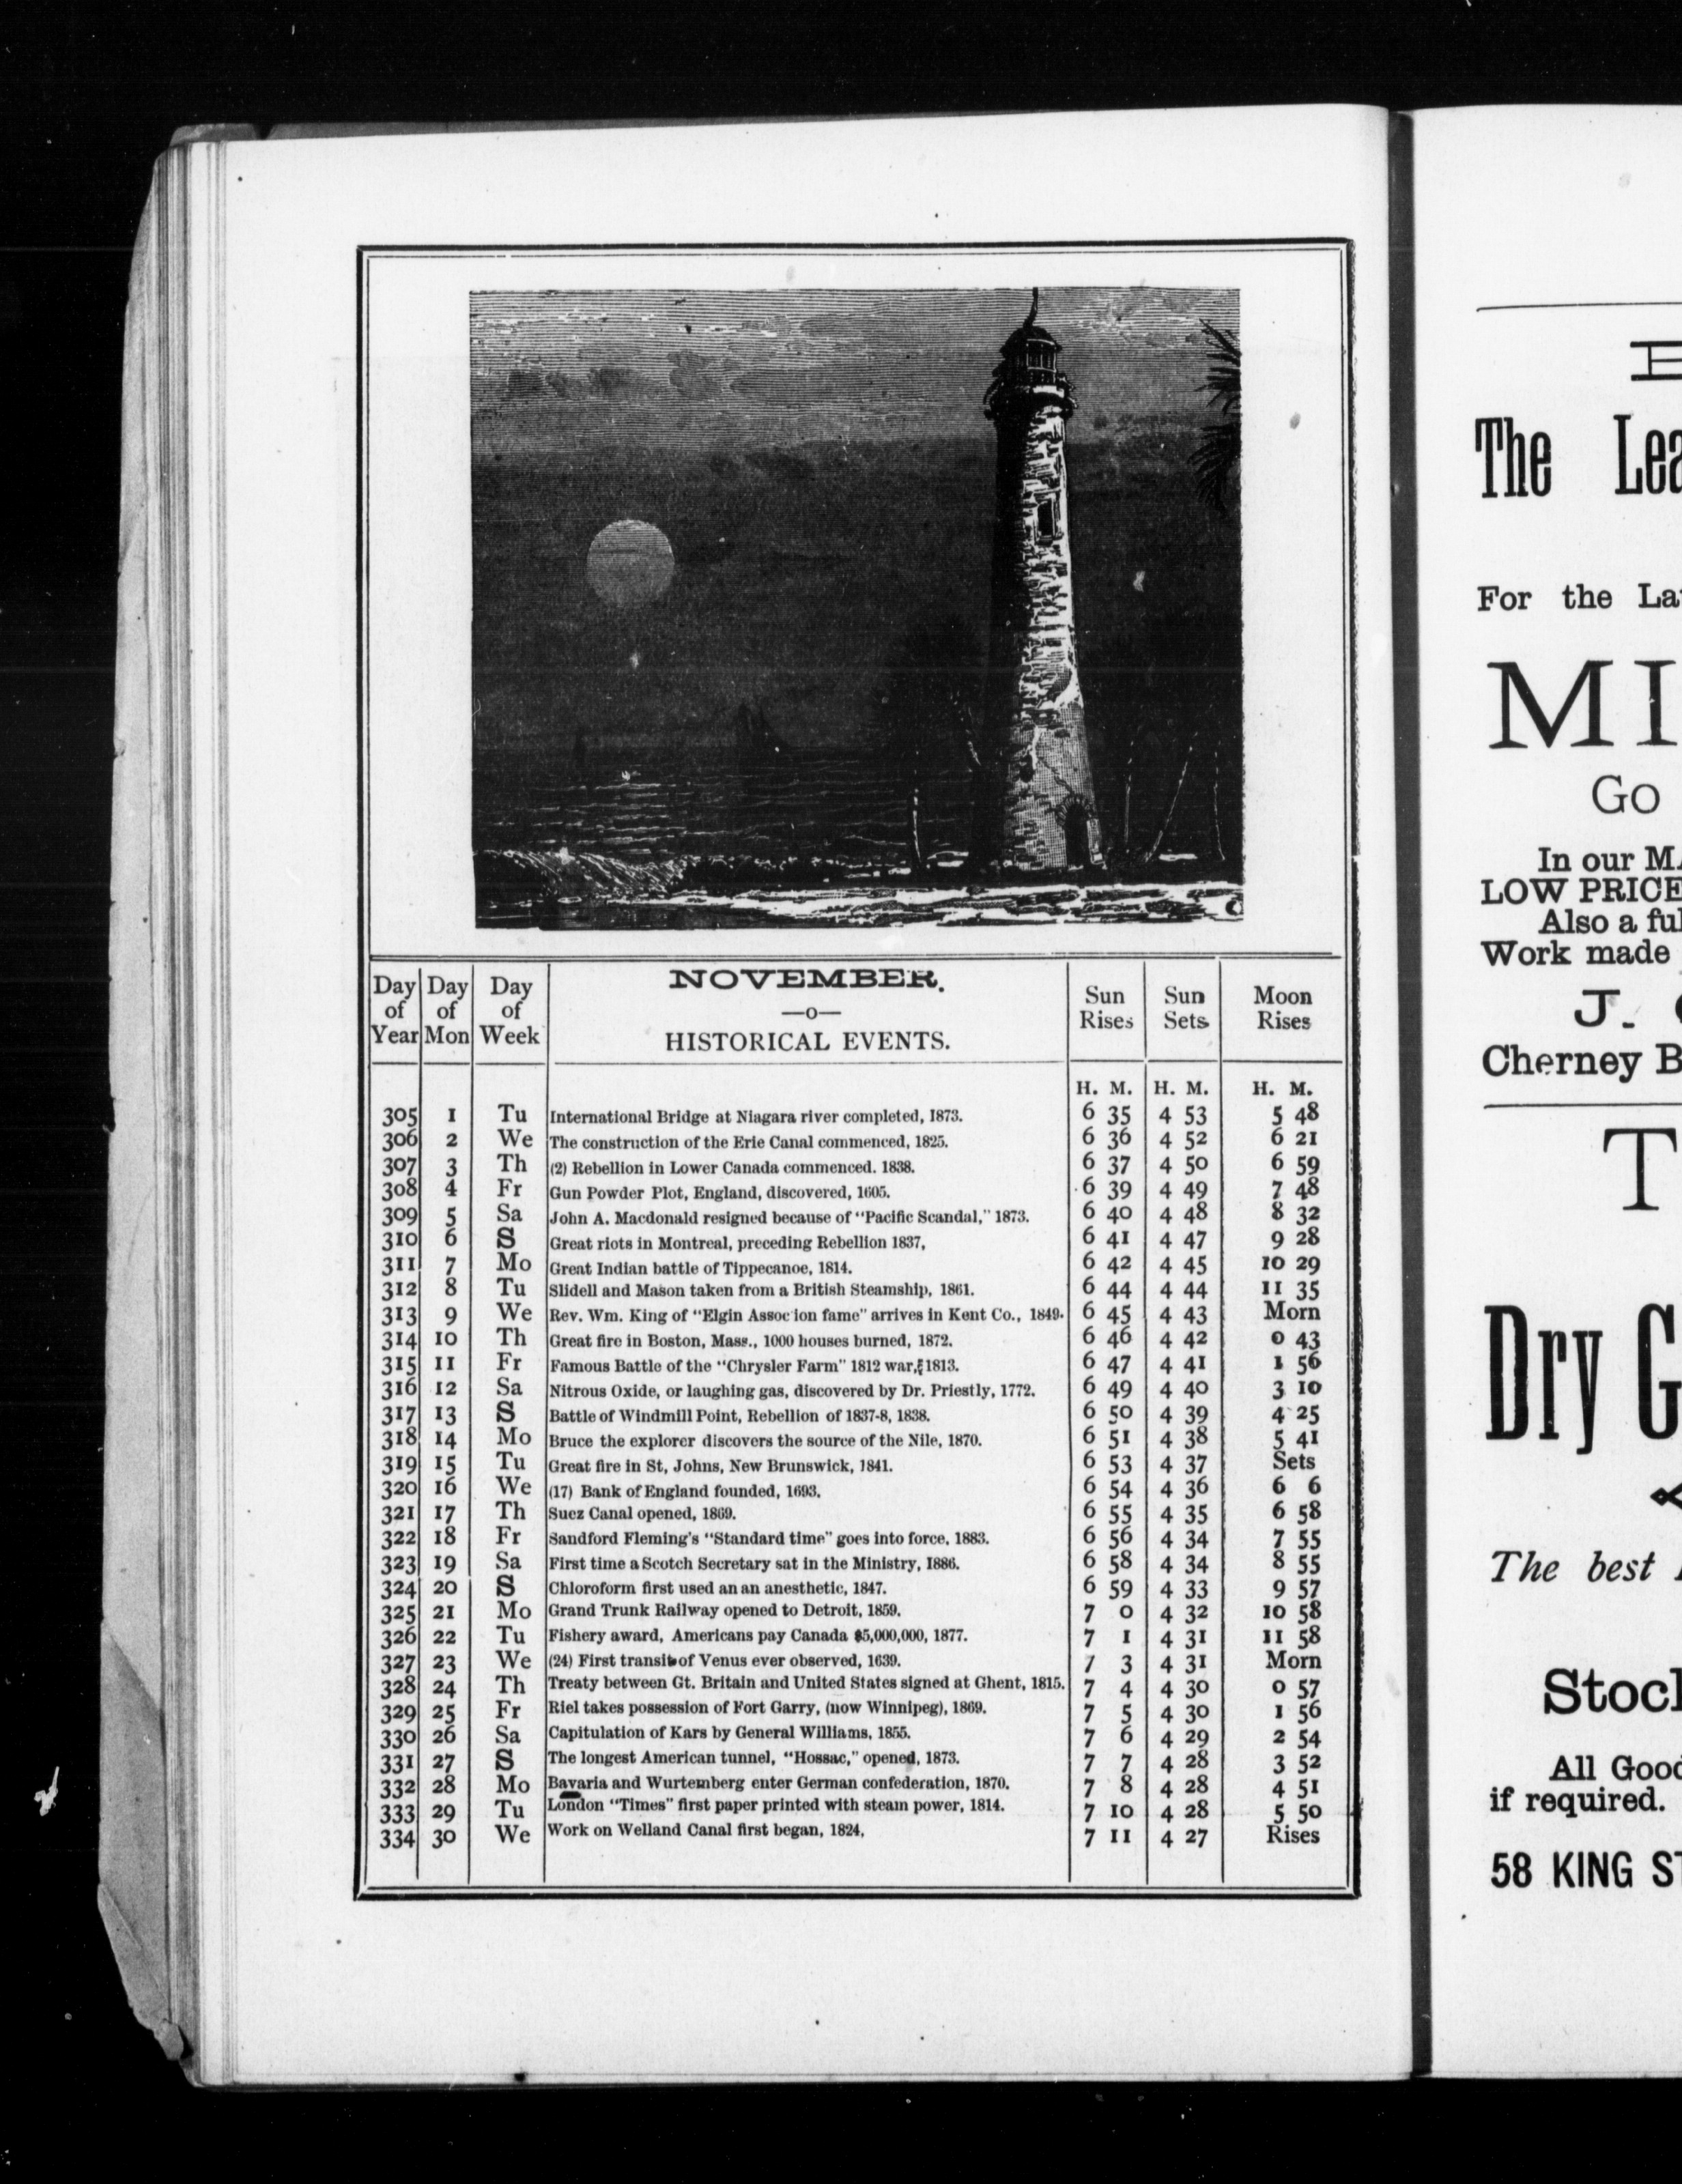 NOVEMBER.
—o—
HISTORICAL EVENTS.
Day of Year Day of Mon Day of Week Sun Rises Sun Sets Moon Rises
H. M. H. M. H. M.
305 1 Tu International Bridge at Niagara river completed, 1873. 6 35 4 53 5 48
306 2 We The construction of the Erie Canal commenced, 1825. 6 36 4 52 6 21
307 3 Th (2) Rebellion in Lower Canada commenced. 1838. 6 37 4 50 6 59
308 4 Fr Gun Powder Plot, England, discovered, 1605. 6 39 4 49 7 48
309 5 Sa John A. Macdonald resigned because of "Pacific Scandal," 1873. 6 40 4 48 8 32
310 6 S Great riots in Montreal, preceding Rebellion 1837, 6 41 4 47 9 28
311 7 Mo Great Indian battle of Tippecanoe, 1814. 6 42 4 45 10 29
312 8 Tu Slidell and Mason taken from a British Steamship, 1861. 6 44 4 44 11 35
313 9 We Rev. Wm. King of "Elgin Assoc ion fame" arrives in Kent Co., 1849. 6 45 4 43 Morn
314 10 Th Great fire in Boston, Mass., 1000 houses burned, 1872. 6 46 4 42 0 43
315 11 Fr Famous Battle of the "Chrysler Farm" 1812 war, 1813. 6 47 4 41 1 56
316 12 Sa Nitrous Oxide, or laughing gas, discovered by Dr. Priestly, 1772. 6 49 4 40 3 10
317 13 S Battle of Windmill Point, Rebellion of 1837-8, 1838. 6 50 4 39 4 25
318 14 Mo Bruce the explorer discovers the source of the Nile, 1870. 6 51 4 38 5 41
319 15 Tu Great fire in St, Johns, New Brunswick, 1841. 6 53 4 37 Sets
320 16 We (17) Bank of England founded, 1693. 6 54 4 36 6 6
321 17 Th Suez Canal opened, 1869. 6 55 4 35 6 58
322 18 Fr Sandford Fleming's "Standard time" goes into force, 1883. 6 56 4 34 7 55
323 19 Sa First time a Scotch Secretary sat in the Ministry, 1886. 6 58 4 34 8 55
324 20 S Chloroform first used an an anesthetic, 1847. 6 59 4 33 9 57
325 21 Mo Grand Trunk Railway opened to Detroit, 1859. 7 0 4 32 10 58
326 22 Tu Fishery award, Americans pay Canada $5,000,000, 1877. 7 1 4 31 11 58
327 23 We (24) First transit of Venus ever observed, 1639. 7 3 4 31 Morn
328 24 Th Treaty between Gt. Britain and United States signed at Ghent, 1815. 7 4 4 30 0 57
329 25 Fr Riel takes possession of Fort Garry, (now Winnipeg), 1869. 7 5 4 30 1 56
330 26 Sa Capitulation of Kars by General Williams, 1855. 7 6 4 29 2 54
331 27 S The longest American tunnel, "Hossac," opened, 1873. 7 7 4 28 3 52
332 28 Mo Bavaria and Wurtemberg enter German confederation, 1870. 7 8 4 28 4 51
333 29 Tu London "Times" first paper printed with steam power, 1814. 7 10 4 28 5 50
334 30 We Work on Welland Canal first began, 1824, 7 11 4 27 Rises
The Lea
For the La
MI
Go
In our M
LOW PRICE
Also a ful
Work made
J.
Cherney B
T
Dry G
The best
Stock
All Good
if required.
58 KING ST